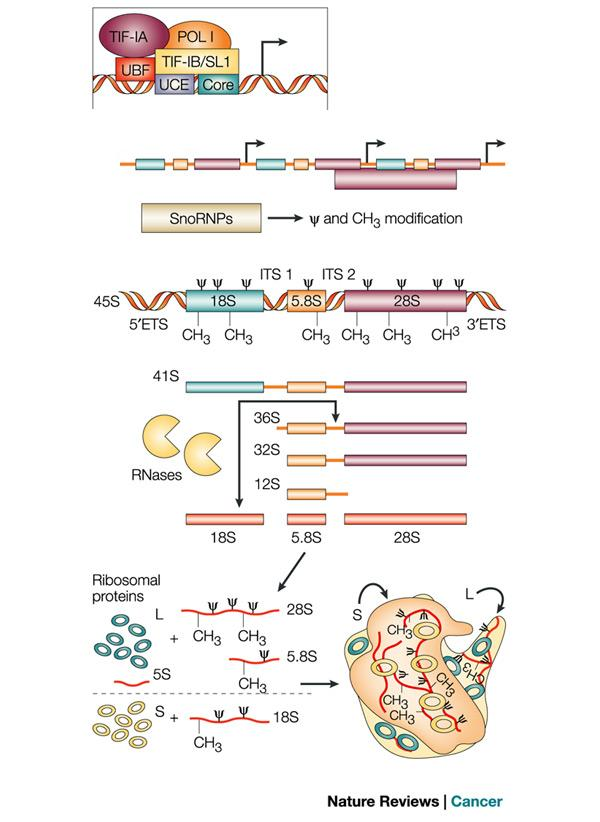 TIF-IA
POL I
UBF
TIF-IB/SL1
UCE
Core
SnoRNPs
ψ and CH3 modification
ψ ψ ITS 1 ψ ITS 2 ψ ψ ψ ψ
45S
18S
5.8S
28S
5′ETS
3′ETS
CH3 CH3 CH3 CH3 CH3 CH3
41S
36S
32S
RNases
12S
18S 5.8S 28S
Ribosomal
proteins
L
+
ψ ψ ψ
28S
CH3 CH3
ψ
5.8S
5S
CH3
S
+
ψ ψ
18S
CH3
S
L
ψ ψ ψ
CH3
ψ
CH3
ψ
CH3
CH3 ψ
CH3 ψ
Nature Reviews | Cancer